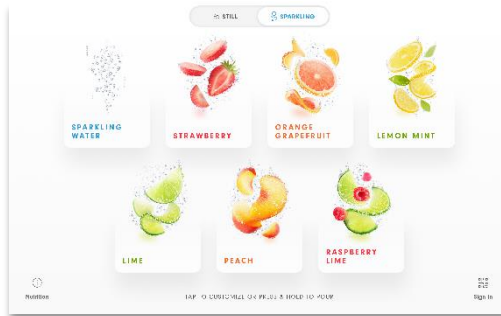 STILL
SPARKLING
SPARKLING
WATER
STRAWBERRY
ORANGE
GRAPEFRUIT
LEMON MINT
LIME
PEACH
RASPBERRY
LIME
Nutrition
TAP TO CUSTOMIZE OR PRESS & HOLD TO POUR
Sign In